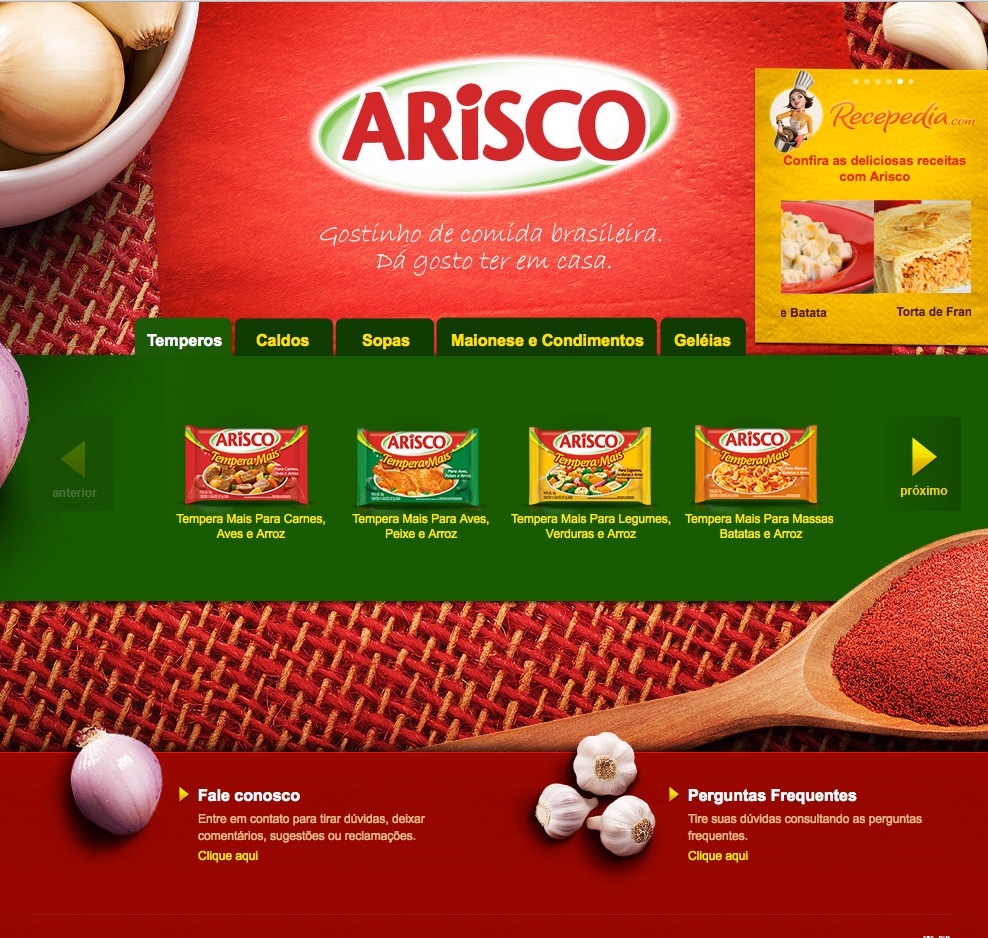 ARiSCO
Gostinho de comida brasileira.
Dá gosto ter em casa.
Recepedia.com
Confira as deliciosas receitas
com Arisco
e Batata
Torta de Fran
Temperos
Caldos
Sopas
Maionese e Condimentos
Geléias
anterior
ARiSCO
Tempera Mais
Tempera Mais Para Carnes,
Aves e Arroz
ARiSCO
Tempera Mais
Tempera Mais Para Aves,
Peixe e Arroz
ARiSCO
Tempera Mais
Tempera Mais Para Legumes,
Verduras e Arroz
ARiSCO
Tempera Mais
Tempera Mais Para Massas
Batatas e Arroz
próximo
Fale conosco
Entre em contato para tirar dúvidas, deixar
comentários, sugestões ou reclamações.
Clique aqui
Perguntas Frequentes
Tire suas dúvidas consultando as perguntas
frequentes.
Clique aqui